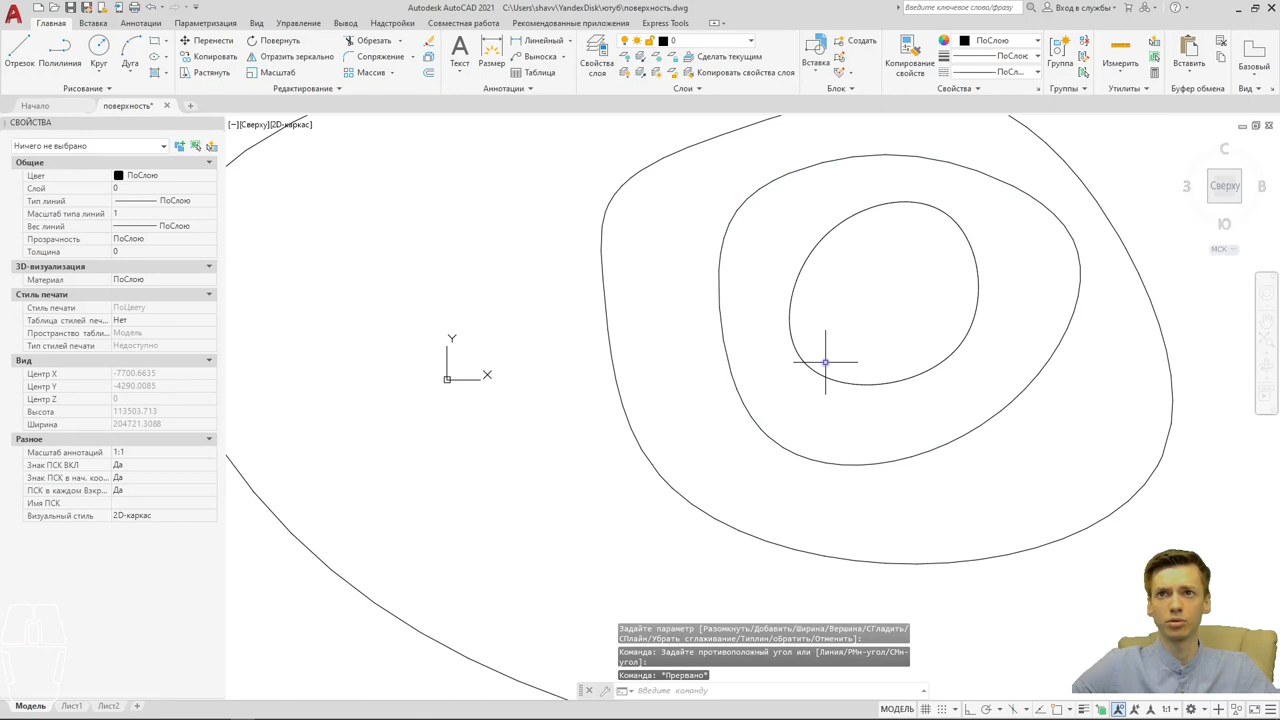 Autodesk AutoCAD 2021 C:\Users\shavv\YandexDisk\ютуб\поверхность.dwg
Введите ключевое слово/фразу
Вход в службы
Главная Вставка Аннотации Параметризация Вид Управление Вывод Надстройки Совместная работа Рекомендованные приложения Express Tools
Отрезок Полилиния Круг Дуга
Перенести Повернуть Обрезать
Копировать Отразить зеркально Сопряжение
Растянуть Масштаб Массив
Рисование Редактирование
Текст Размер
Линейный
Выноска
Таблица
Аннотации
Свойства слоя
0
Сделать текущим
Копировать свойства слоя
Слои
Вставка
Создать
Блок
Копирование свойств
ПоСлою
ПоСлою
ПоСл...
Свойства
Группа
Группы
Измерить
Утилиты
Вставить
Буфер обмена
Базовый
Вид
Начало
поверхность*
СВОЙСТВА
[−][Сверху][2D-каркас]
Ничего не выбрано
Общие
Цвет ПоСлою
Слой 0
Тип линий ПоСлою
Масштаб типа линий 1
Вес линий ПоСлою
Прозрачность ПоСлою
Толщина 0
3D-визуализация
Материал ПоСлою
Стиль печати
Стиль печати ПоЦвету
Таблица стилей печ... Нет
Пространство табли... Модель
Тип стилей печати Недоступно
Вид
Центр X -7700.6635
Центр Y -4290.0085
Центр Z 0
Высота 113503.713
Ширина 204721.3088
Разное
Масштаб аннотаций 1:1
Знак ПСК ВКЛ Да
Знак ПСК в нач. коо... Да
ПСК в каждом Вэкр... Да
Имя ПСК
Визуальный стиль 2D-каркас
Y
X
С
З Сверху В
Ю
МСК
Задайте параметр [Разомкнуть/Добавить/Ширина/Вершина/СГладить/
СПлайн/Убрать сглаживание/Типлин/оБратить/Отменить]:
Команда: Задайте противоположный угол или [Линия/РМн-угол/СМн-
угол]:
Команда: *Прервано*
Введите команду
Модель Лист1 Лист2 +
МОДЕЛЬ
1:1